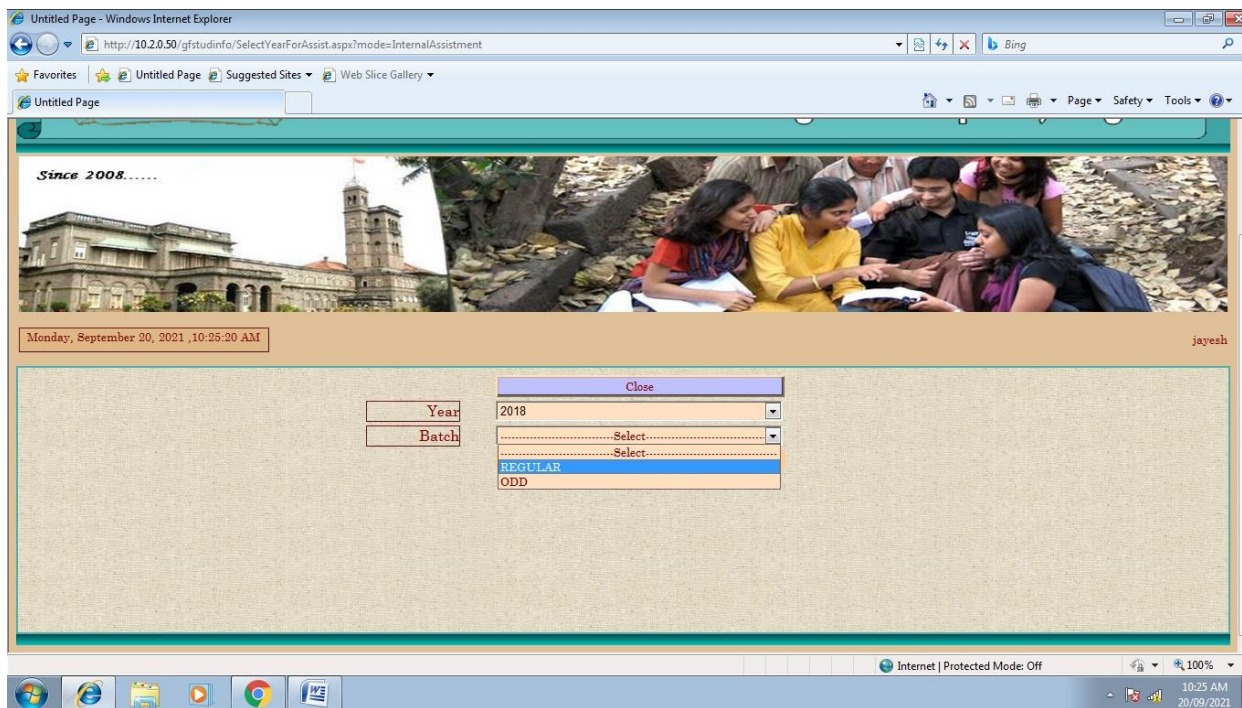 Untitled Page - Windows Internet Explorer
http://10.2.0.50/gfstudinfo/SelectYearForAssist.aspx?mode=InternalAssistment
Bing
Favorites Untitled Page Suggested Sites Web Slice Gallery
Untitled Page Page Safety Tools
Since 2008......
Monday, September 20, 2021 ,10:25:20 AM jayesh
Close
Year 2018
Batch -----------------------------Select-------------------------------
-----------------------------Select---------------------------------
REGULAR
ODD
Internet | Protected Mode: Off 100%
10:25 AM
20/09/2021